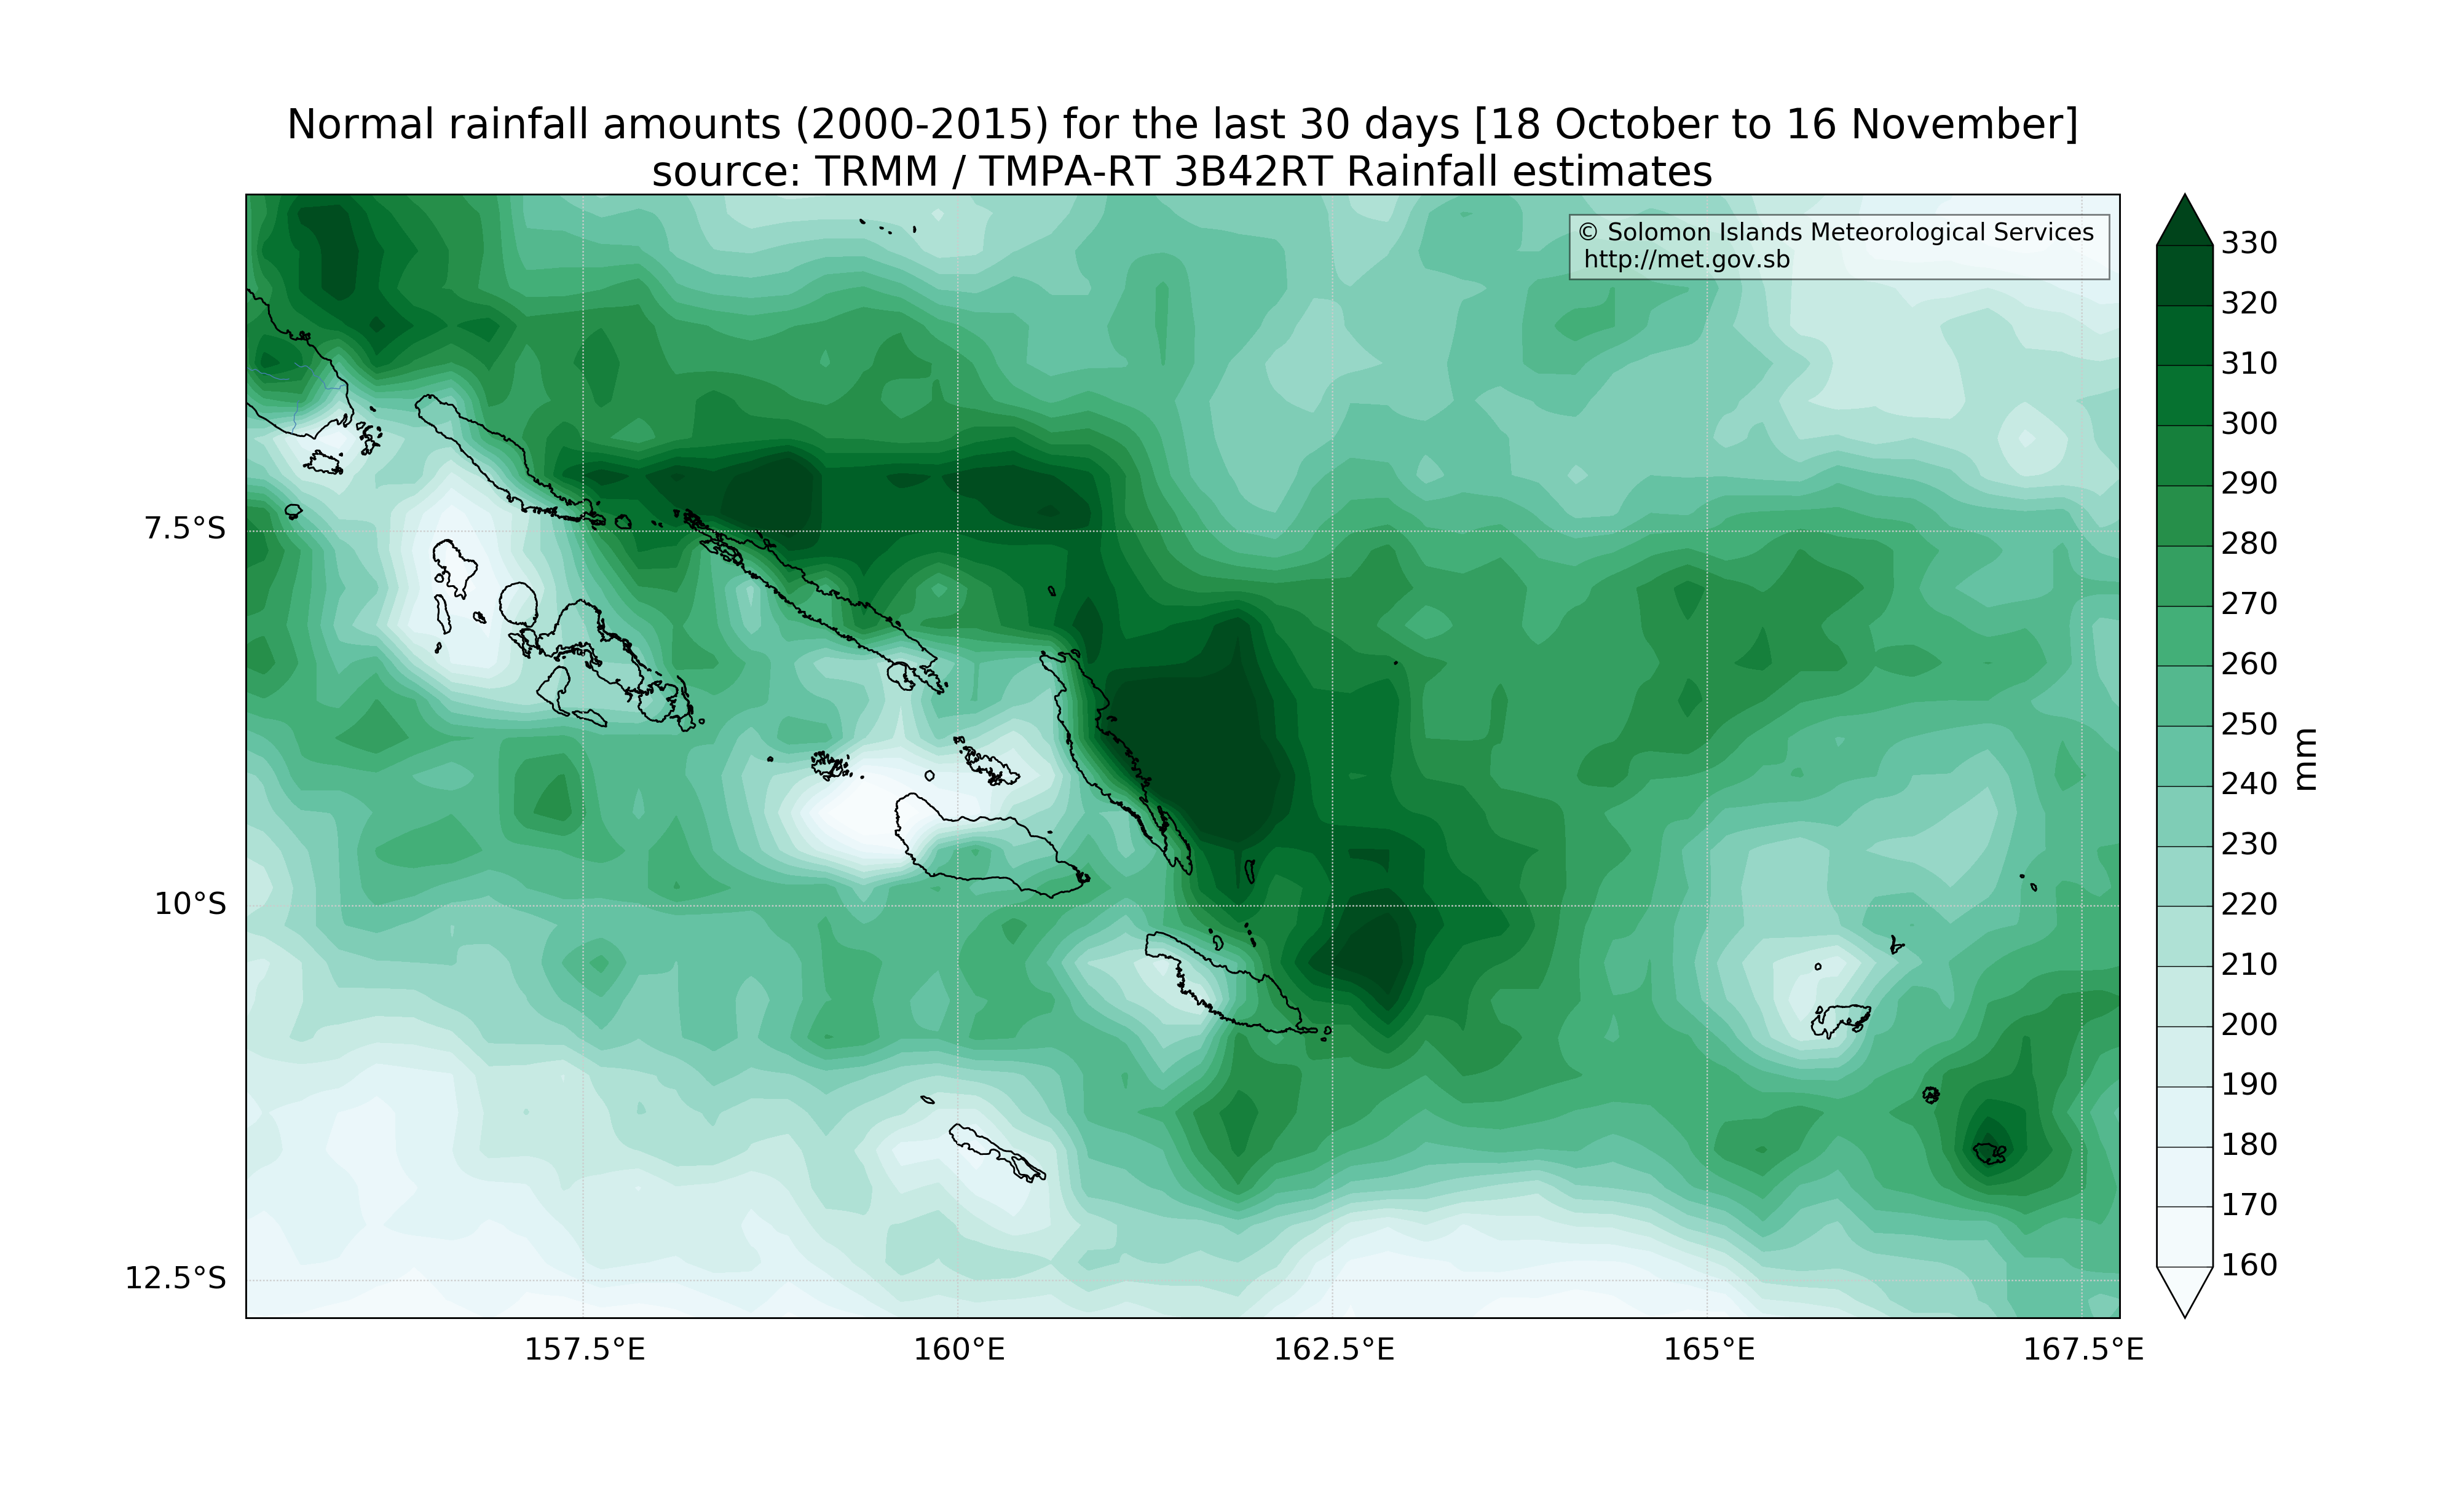 Normal rainfall amounts (2000-2015) for the last 30 days [18 October to 16 November]
source: TRMM / TMPA-RT 3B42RT Rainfall estimates
© Solomon Islands Meteorological Services
http://met.gov.sb
7.5°S
10°S
12.5°S
157.5°E
160°E
162.5°E
165°E
167.5°E
330
320
310
300
290
280
270
260
250
240
230
220
210
200
190
180
170
160
mm